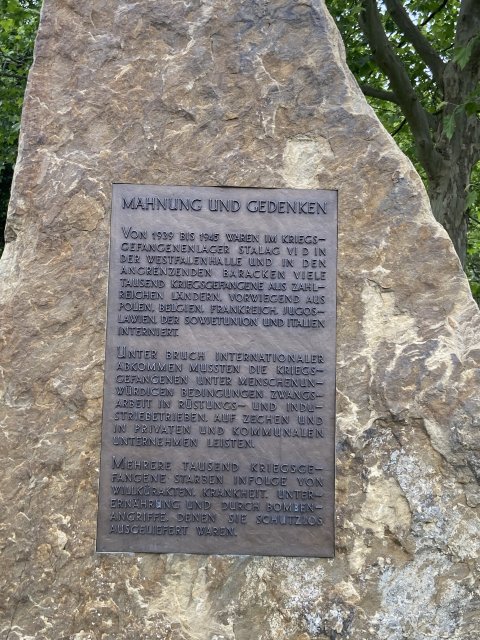 MAHNUNG UND GEDENKEN
VON 1939 BIS 1945 WAREN IM KRIEGS-
GEFANGENENLAGER STALAG VI D IN
DER WESTFALENHALLE UND IN DEN
ANGRENZENDEN BARACKEN VIELE
TAUSEND KRIEGSGEFANGENE AUS ZAHL-
REICHEN LÄNDERN, VORWIEGEND AUS
POLEN, BELGIEN, FRANKREICH, JUGOS-
LAWIEN, DER SOWJETUNION UND ITALIEN
INTERNIERT.
UNTER BRUCH INTERNATIONALER
ABKOMMEN MUSSTEN DIE KRIEGS-
GEFANGENEN UNTER MENSCHENUN-
WÜRDIGEN BEDINGUNGEN ZWANGS-
ARBEIT IN RÜSTUNGS- UND INDU-
STRIEBETRIEBEN, AUF ZECHEN UND
IN PRIVATEN UND KOMMUNALEN
UNTERNEHMEN LEISTEN.
MEHRERE TAUSEND KRIEGSGE-
FANGENE STARBEN INFOLGE VON
WILLKÜRAKTEN, KRANKHEIT, UNTER-
ERNÄHRUNG UND DURCH BOMBEN-
ANGRIFFE, DENEN SIE SCHUTZLOS
AUSGELIEFERT WAREN.